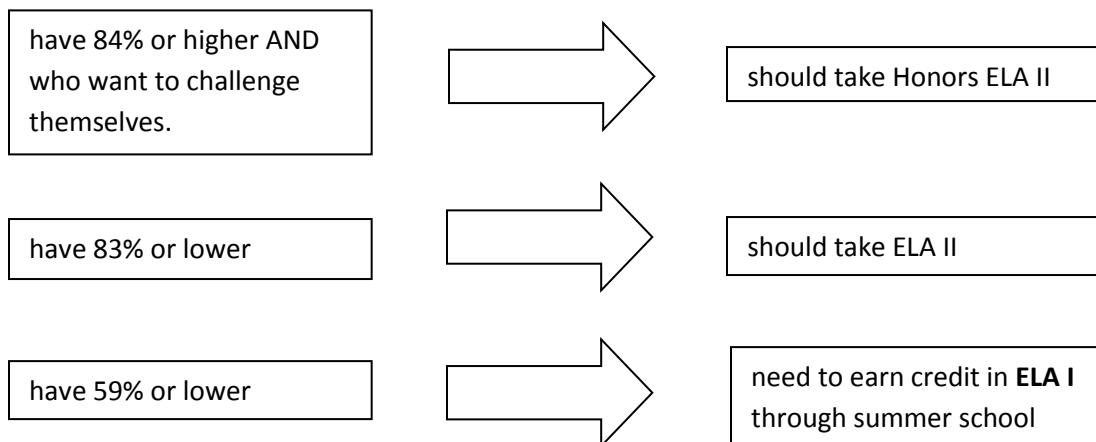 have 84% or higher AND
who want to challenge
themselves.
should take Honors ELA II
have 83% or lower
should take ELA II
have 59% or lower
need to earn credit in ELA I
through summer school